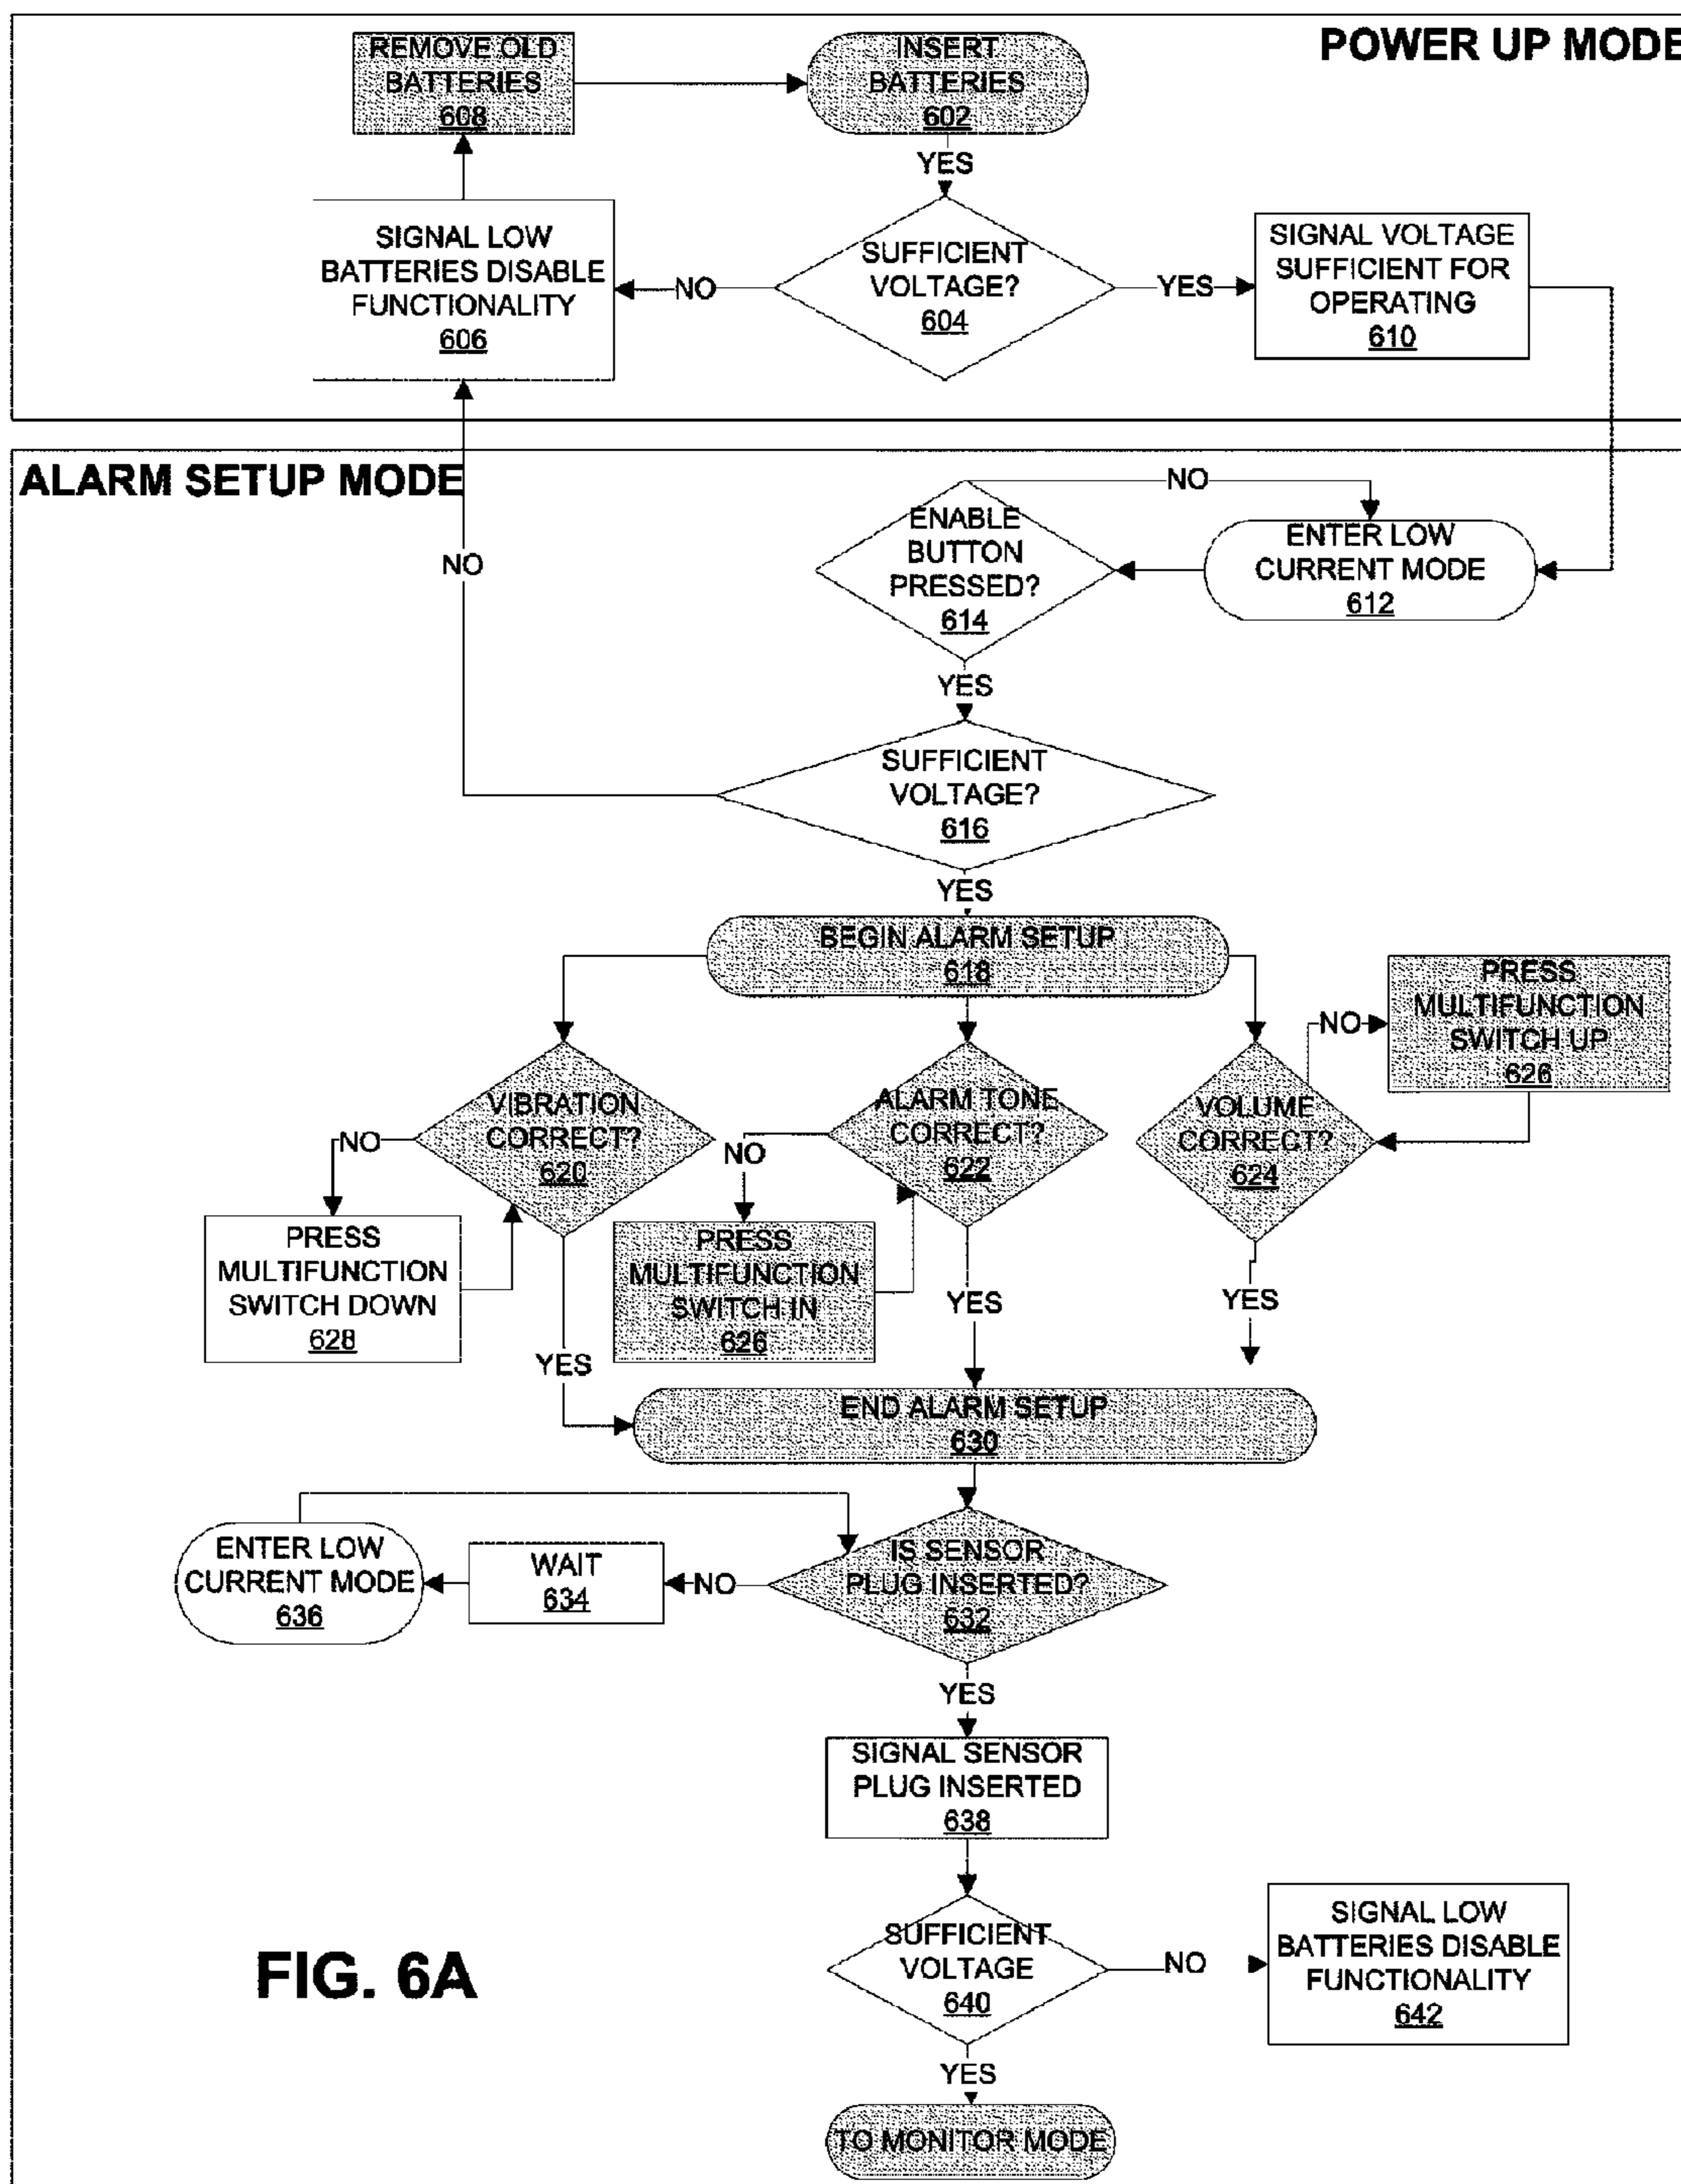 POWER UP MODE
REMOVE OLD
BATTERIES
608
INSERT
BATTERIES
602
YES
SIGNAL LOW
BATTERIES DISABLE
FUNCTIONALITY
606
NO
SUFFICIENT
VOLTAGE?
604
YES
SIGNAL VOLTAGE
SUFFICIENT FOR
OPERATING
610
ALARM SETUP MODE
NO
NO
ENABLE
BUTTON
PRESSED?
614
ENTER LOW
CURRENT MODE
612
YES
SUFFICIENT
VOLTAGE?
616
YES
BEGIN ALARM SETUP
618
PRESS
MULTIFUNCTION
SWITCH UP
626
NO
VIBRATION
CORRECT?
620
NO
ALARM TONE
CORRECT?
622
NO
VOLUME
CORRECT?
624
PRESS
MULTIFUNCTION
SWITCH DOWN
628
PRESS
MULTIFUNCTION
SWITCH IN
626
YES
YES
YES
END ALARM SETUP
630
ENTER LOW
CURRENT MODE
636
WAIT
634
NO
IS SENSOR
PLUG INSERTED?
632
YES
SIGNAL SENSOR
PLUG INSERTED
638
SUFFICIENT
VOLTAGE
640
NO
SIGNAL LOW
BATTERIES DISABLE
FUNCTIONALITY
642
YES
TO MONITOR MODE
FIG. 6A